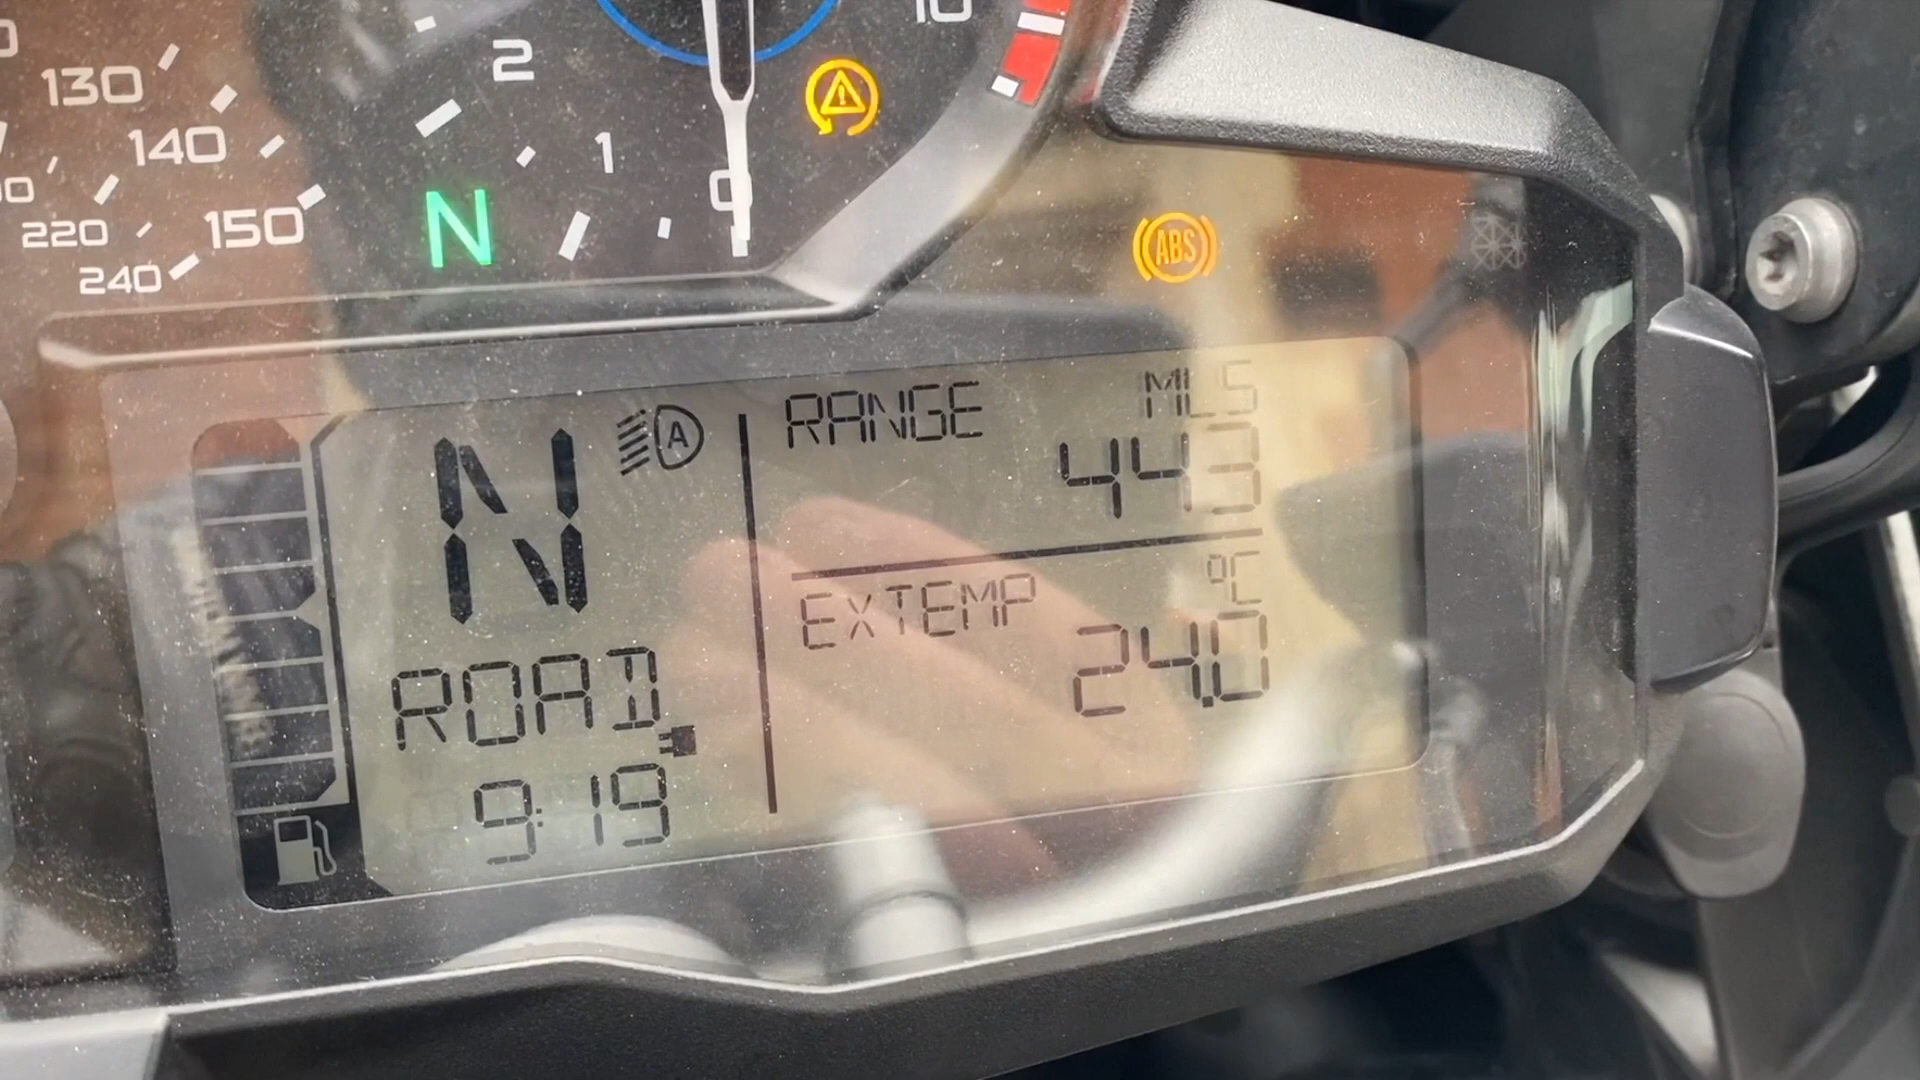 130
140
150
220
240
2
1
0
10
N
ABS
N
A
ROAD
9:19
RANGE
MLS
443
EXTEMP
°C
24.0